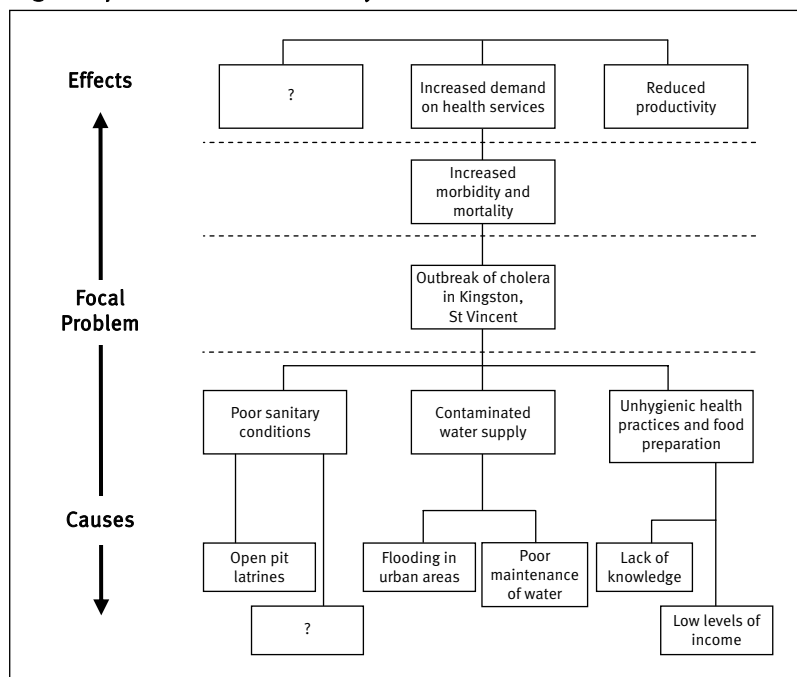 Effects
?
Increased demand
on health services
Reduced
productivity
Increased
morbidity and
mortality
Focal
Problem
Outbreak of cholera
in Kingston,
St Vincent
Poor sanitary
conditions
Contaminated
water supply
Unhygienic health
practices and food
preparation
Causes
Open pit
latrines
Flooding in
urban areas
Poor
maintenance
of water
Lack of
knowledge
?
Low levels of
income